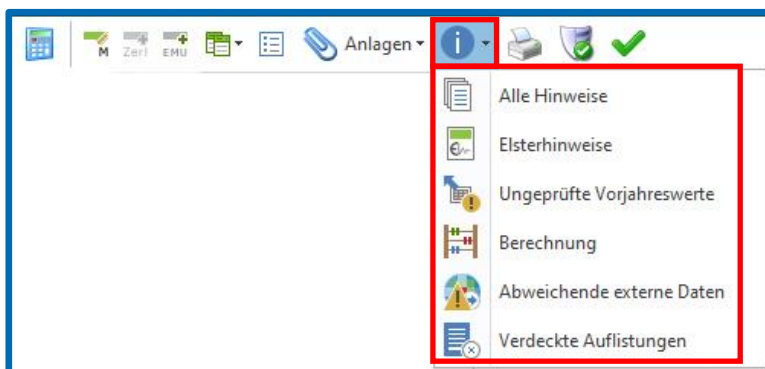 M Zerl EMU Anlagen
Alle Hinweise
Elsterhinweise
Ungeprüfte Vorjahreswerte
Berechnung
Abweichende externe Daten
Verdeckte Auflistungen